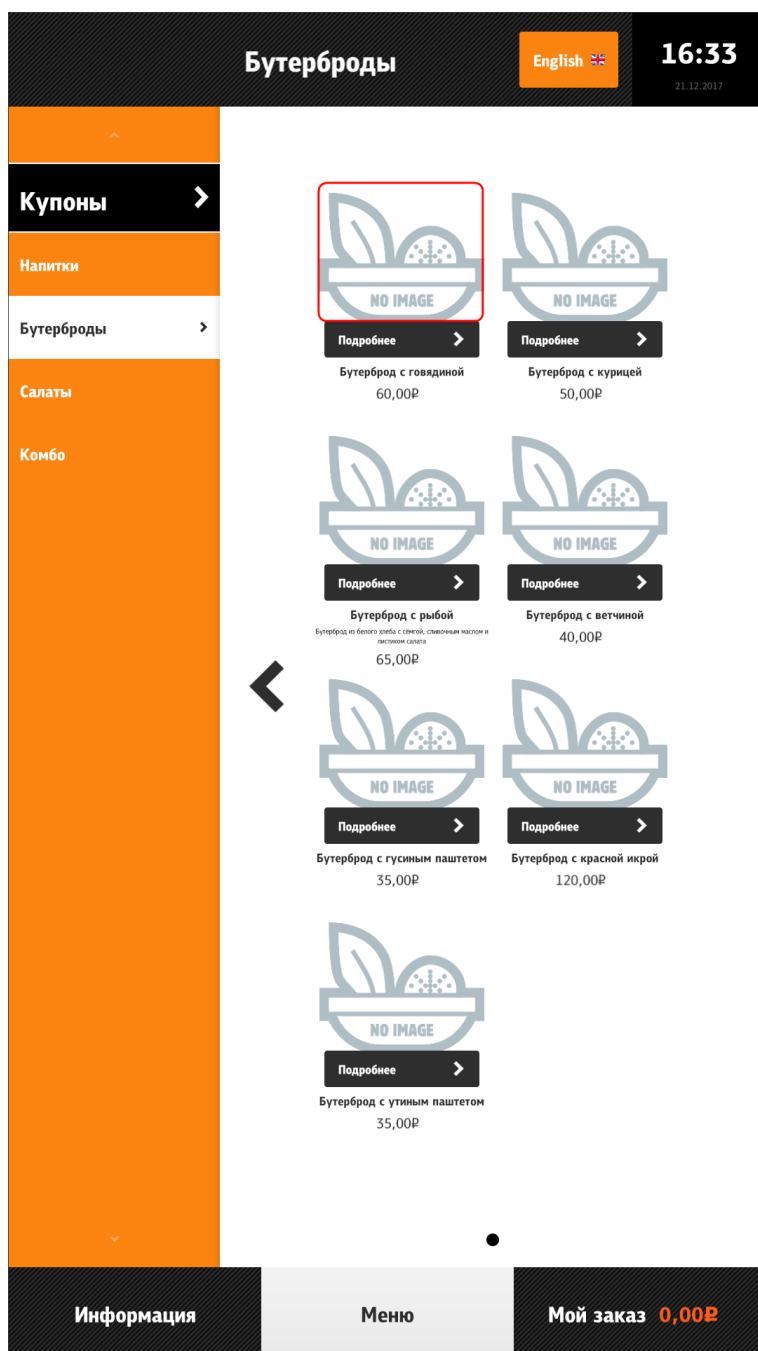 Бутерброды
English
16:33
21.12.2017
Купоны
Напитки
Бутерброды
Салаты
Комбо
NO IMAGE
Подробнее
Бутерброд с говядиной
60,00₽
NO IMAGE
Подробнее
Бутерброд с курицей
50,00₽
NO IMAGE
Подробнее
Бутерброд с рыбой
Бутерброд из белого хлеба с сёмгой, сливочным маслом и
листиком салата
65,00₽
NO IMAGE
Подробнее
Бутерброд с ветчиной
40,00₽
NO IMAGE
Подробнее
Бутерброд с гусиным паштетом
35,00₽
NO IMAGE
Подробнее
Бутерброд с красной икрой
120,00₽
NO IMAGE
Подробнее
Бутерброд с утиным паштетом
35,00₽
Информация
Меню
Мой заказ 0,00₽